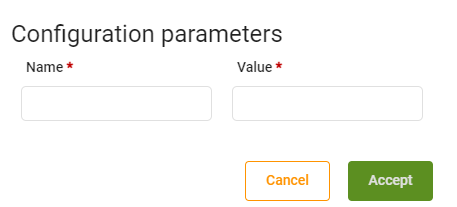 Configuration parameters
Name * Value *
Cancel Accept